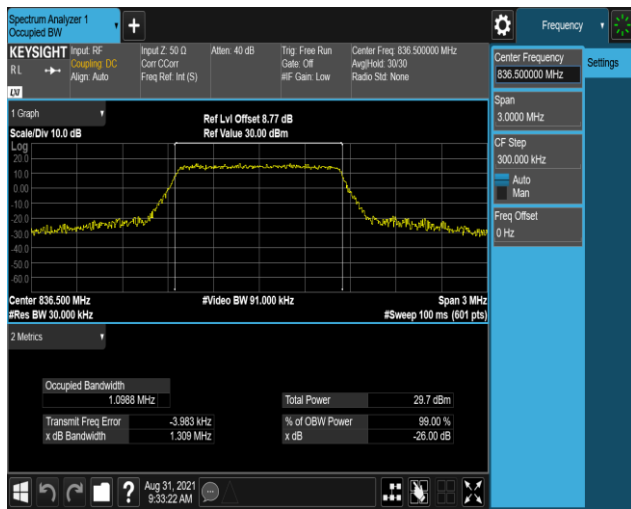 Spectrum Analyzer 1
Occupied BW
+
Frequency
KEYSIGHT
R L
LXI
Input: RF
Coupling: DC
Align: Auto
Input Z: 50 Ω
Corr CCorr
Freq Ref: Int (S)
Atten: 40 dB
Trig: Free Run
Gate: Off
#IF Gain: Low
Center Freq: 836.500000 MHz
Avg|Hold: 30/30
Radio Std: None
Center Frequency
836.500000 MHz
Settings
Span
3.0000 MHz
CF Step
300.000 kHz
Auto
Man
Freq Offset
0 Hz
1 Graph
Scale/Div 10.0 dB
Ref Lvl Offset 8.77 dB
Ref Value 30.00 dBm
Log
20.0
10.0
0.00
-10.0
-20.0
-30.0
-40.0
-50.0
-60.0
Center 836.500 MHz
#Res BW 30.000 kHz
#Video BW 91.000 kHz
Span 3 MHz
#Sweep 100 ms (601 pts)
2 Metrics
Occupied Bandwidth
1.0988 MHz
Total Power 29.7 dBm
Transmit Freq Error -3.983 kHz
% of OBW Power 99.00 %
x dB Bandwidth 1.309 MHz
x dB -26.00 dB
?
Aug 31, 2021
9:33:22 AM